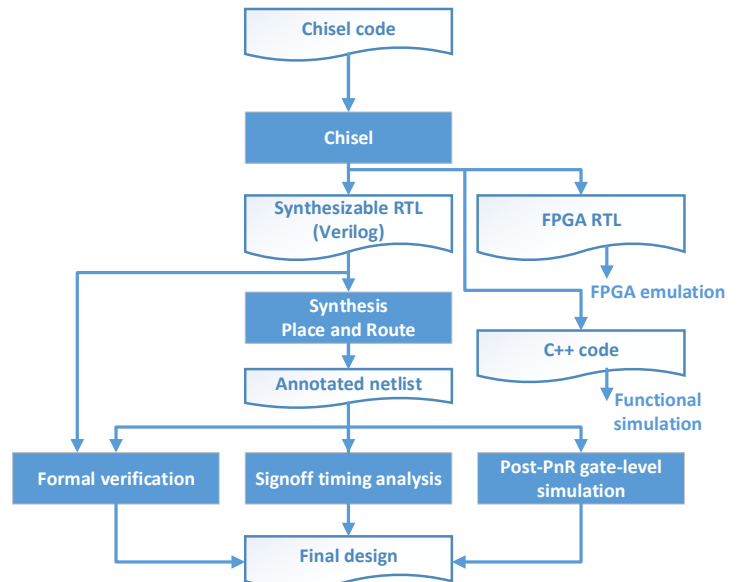 Chisel code
Chisel
Synthesizable RTL
(Verilog)
FPGA RTL
FPGA emulation
Synthesis
Place and Route
C++ code
Annotated netlist
Functional
simulation
Formal verification
Signoff timing analysis
Post-PnR gate-level
simulation
Final design